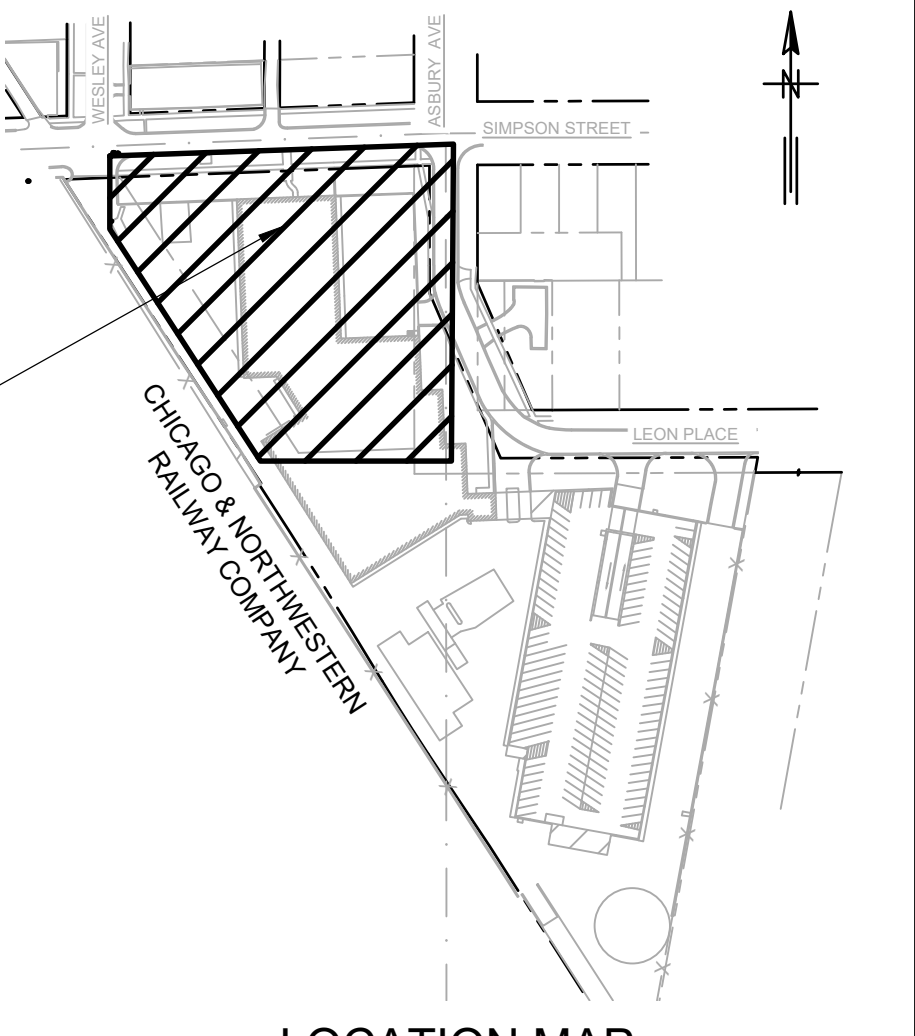 WESLEY AVE
ASBURY AVE
N
SIMPSON STREET
LEON PLACE
CHICAGO & NORTHWESTERN
RAILWAY COMPANY
LOCATION MAP